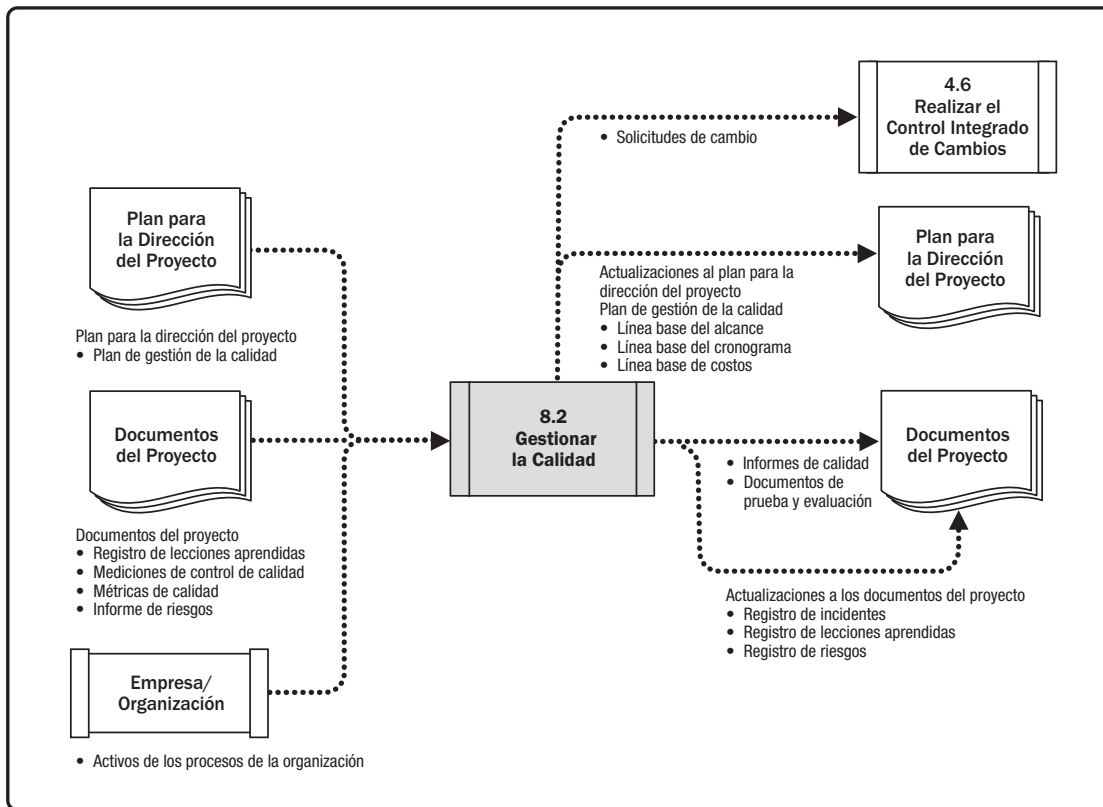 4.6
Realizar el
Control Integrado
de Cambios
• Solicitudes de cambio
Plan para
la Dirección
del Proyecto
Plan para la dirección del proyecto
• Plan de gestión de la calidad
Plan para
la Dirección
del Proyecto
Actualizaciones al plan para la
dirección del proyecto
Plan de gestión de la calidad
• Línea base del alcance
• Línea base del cronograma
• Línea base de costos
Documentos
del Proyecto
Documentos del proyecto
• Registro de lecciones aprendidas
• Mediciones de control de calidad
• Métricas de calidad
• Informe de riesgos
8.2
Gestionar
la Calidad
• Informes de calidad
• Documentos de
prueba y evaluación
Documentos
del Proyecto
Actualizaciones a los documentos del proyecto
• Registro de incidentes
• Registro de lecciones aprendidas
• Registro de riesgos
Empresa/
Organización
• Activos de los procesos de la organización